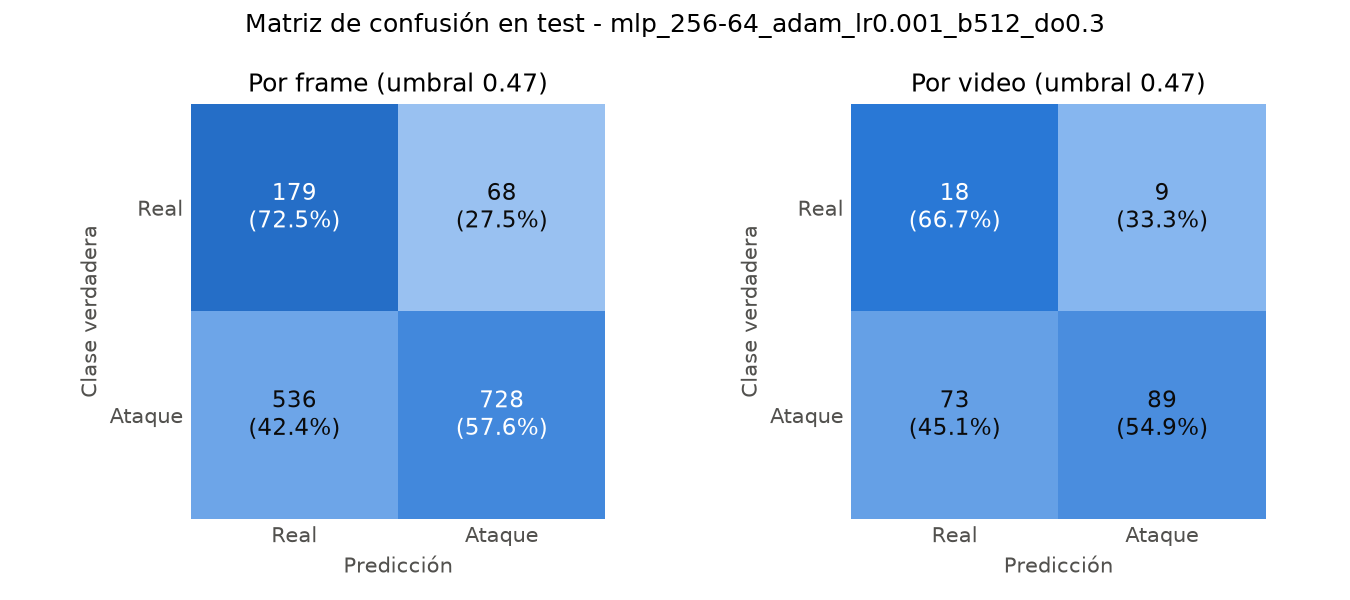 Matriz de confusión en test - mlp_256-64_adam_lr0.001_b512_do0.3
Por frame (umbral 0.47)
Clase verdadera
Real
Ataque
179
(72.5%)
68
(27.5%)
536
(42.4%)
728
(57.6%)
Real
Ataque
Predicción
Por video (umbral 0.47)
Clase verdadera
Real
Ataque
18
(66.7%)
9
(33.3%)
73
(45.1%)
89
(54.9%)
Real
Ataque
Predicción